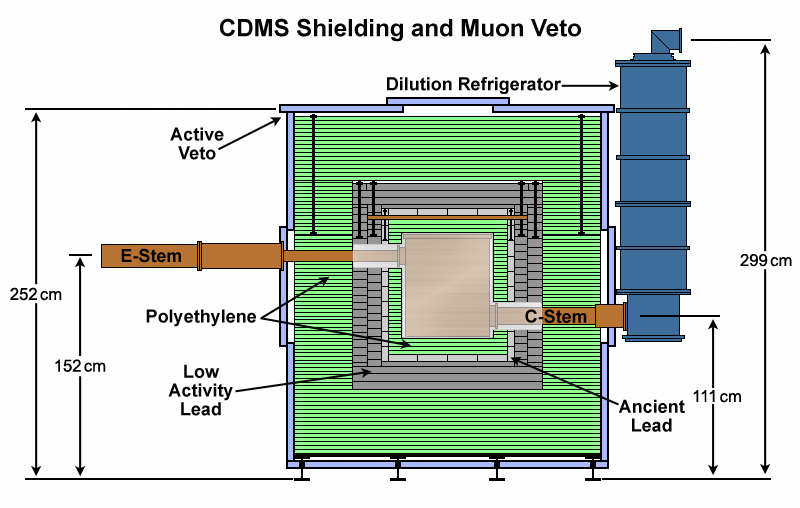 CDMS Shielding and Muon Veto
Dilution Refrigerator
Active
Veto
E-Stem
299 cm
252 cm
Polyethylene
C-Stem
152 cm
Low
Activity
Lead
111 cm
Ancient
Lead